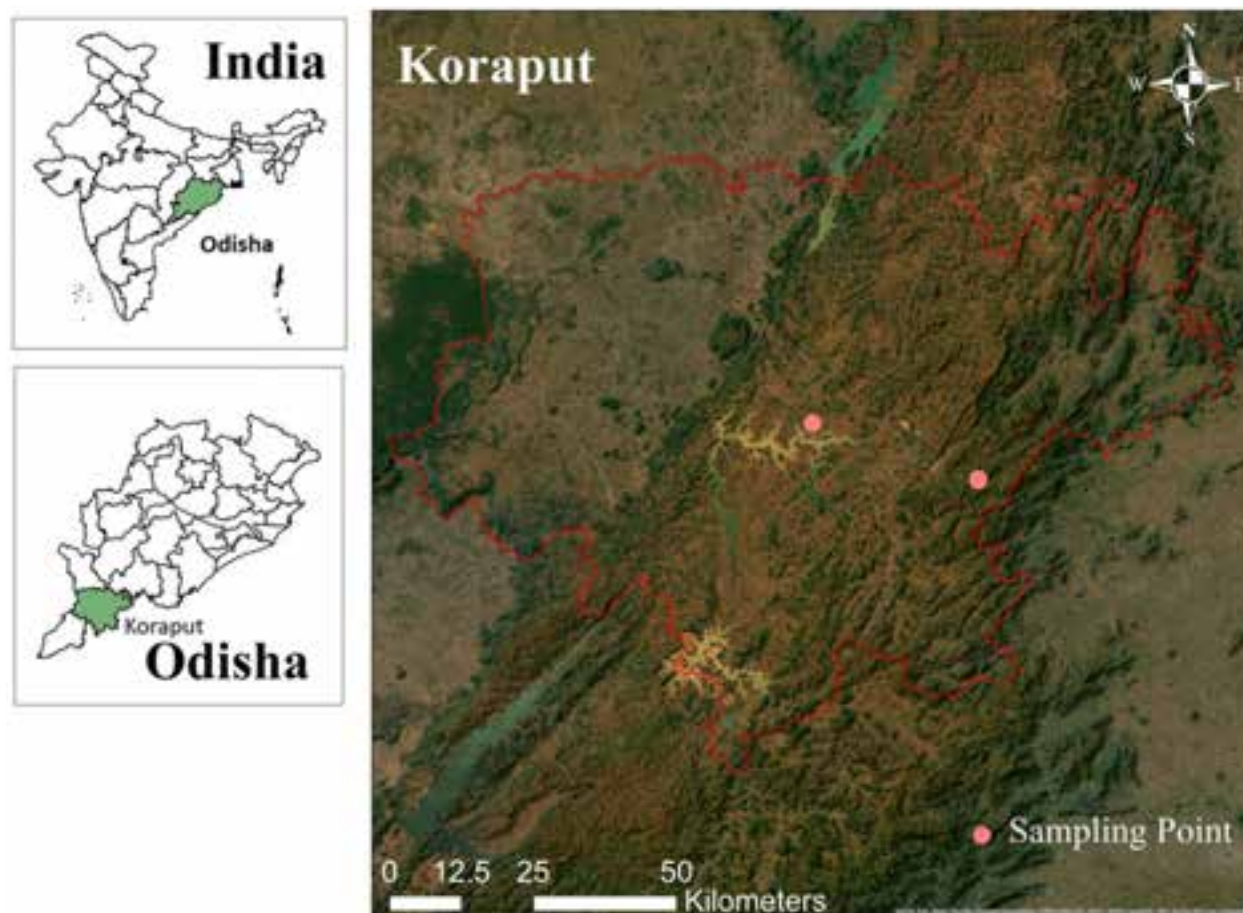 India
Odisha
Koraput
Odisha
Koraput
N
W
E
S
Sampling Point
0 12.5 25 50
Kilometers